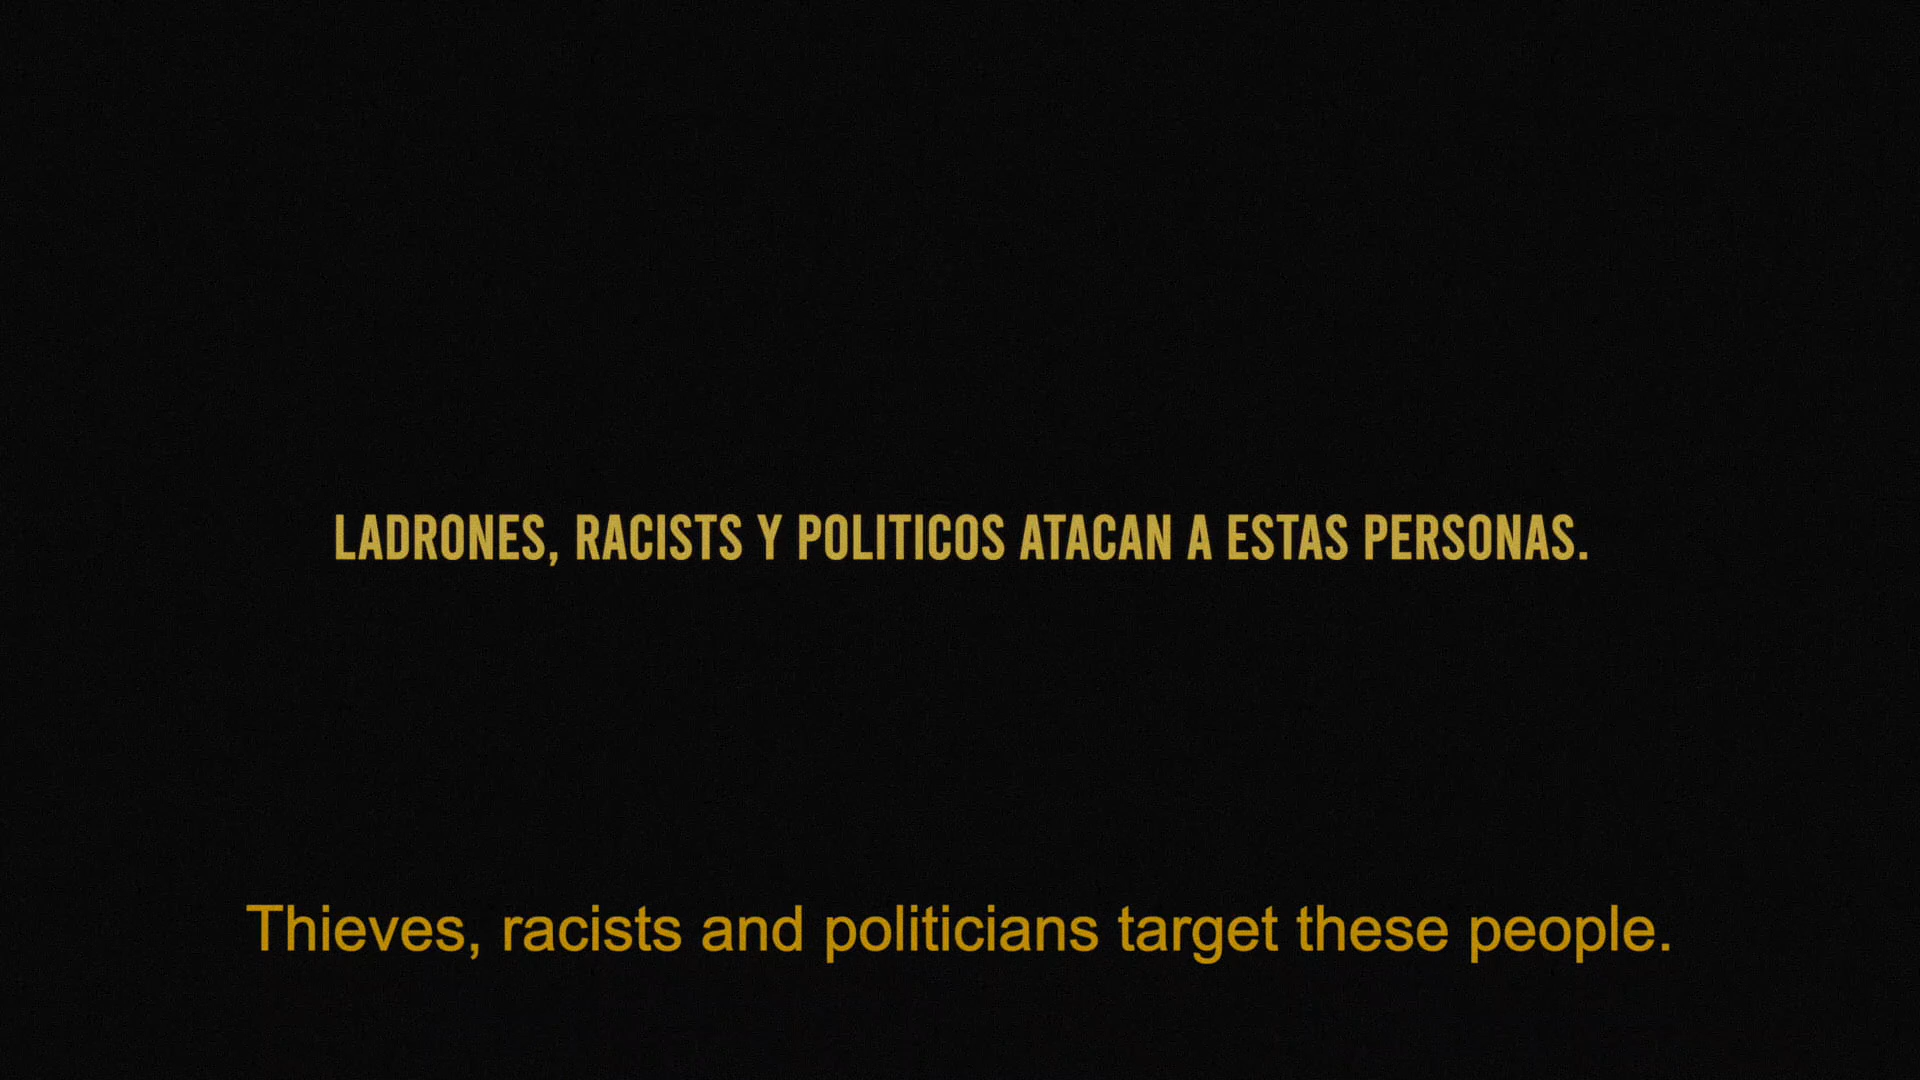 LADRONES, RACISTS Y POLITICOS ATACAN A ESTAS PERSONAS.
Thieves, racists and politicians target these people.